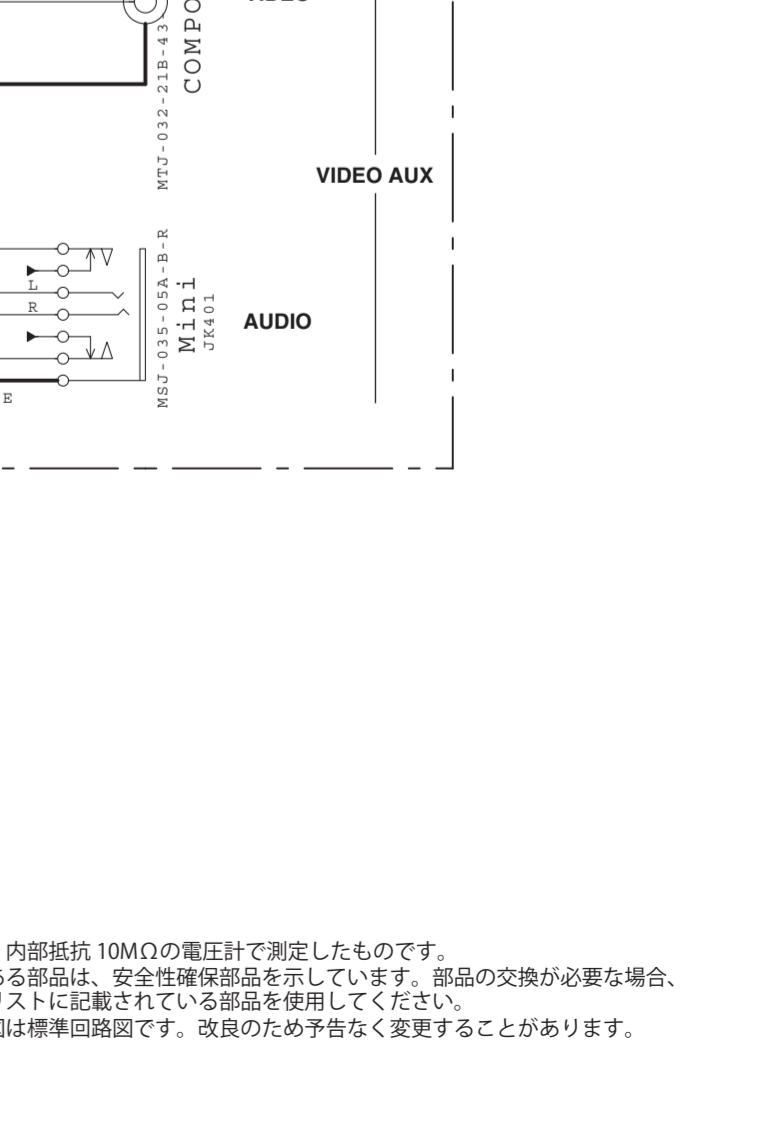 COMPO
MTJ-032-21B-43-
VIDEO AUX
L
R
E
MSJ-035-05A-B-R
Mini
JK401
AUDIO
内部抵抗 10MΩの電圧計で測定したものです。
ある部品は、安全性確保部品を示しています。部品の交換が必要な場合、
リストに記載されている部品を使用してください。
図は標準回路図です。改良のため予告なく変更することがあります。